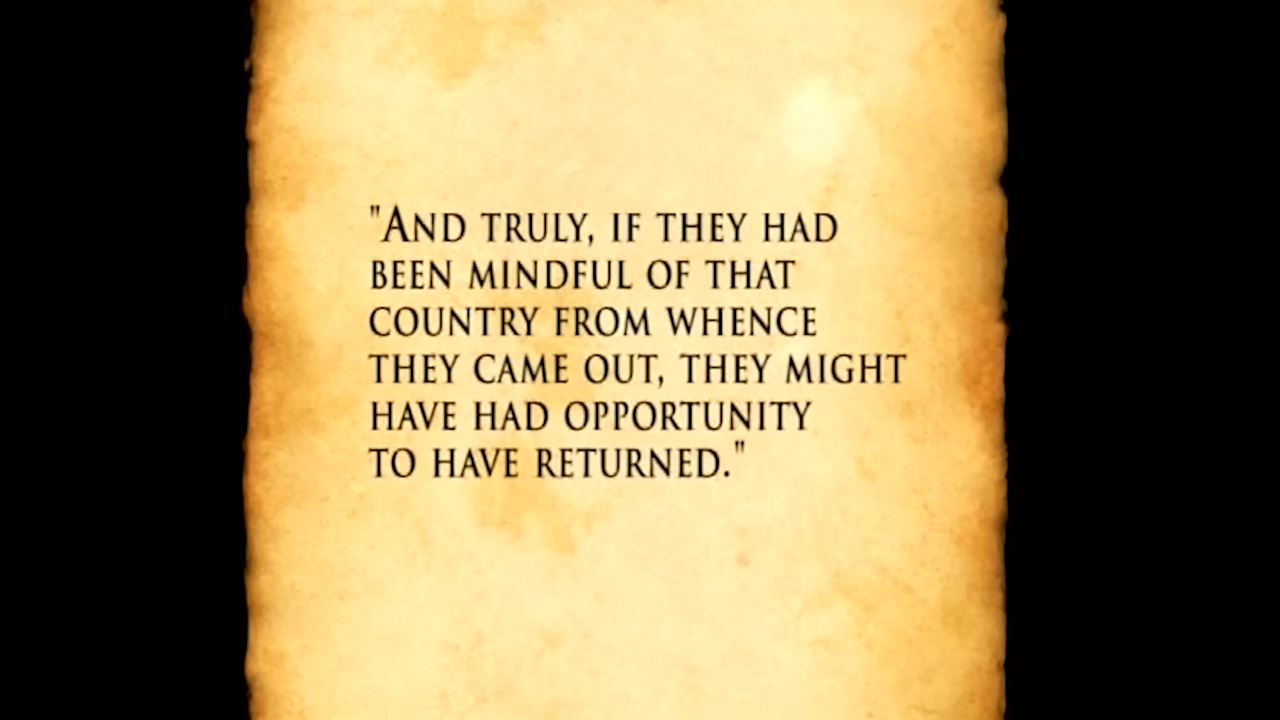 "And truly, if they had
been mindful of that
country from whence
they came out, they might
have had opportunity
to have returned."